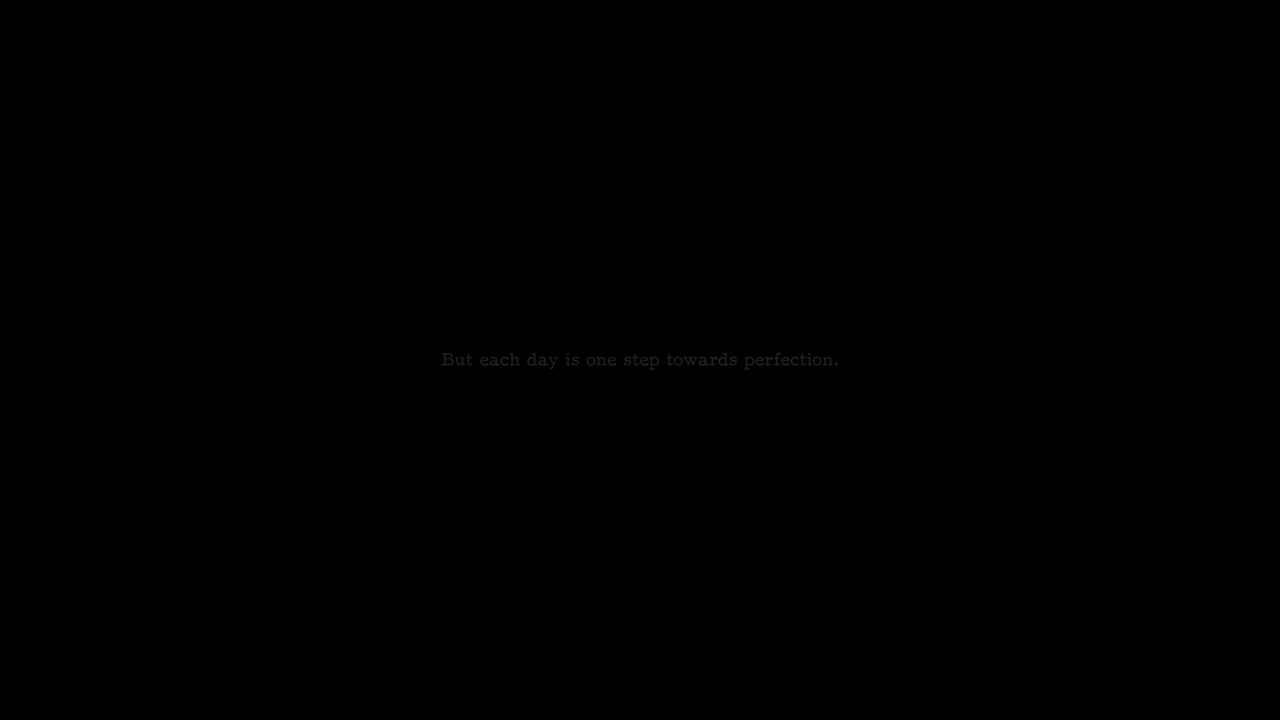 But each day is one step towards perfection.